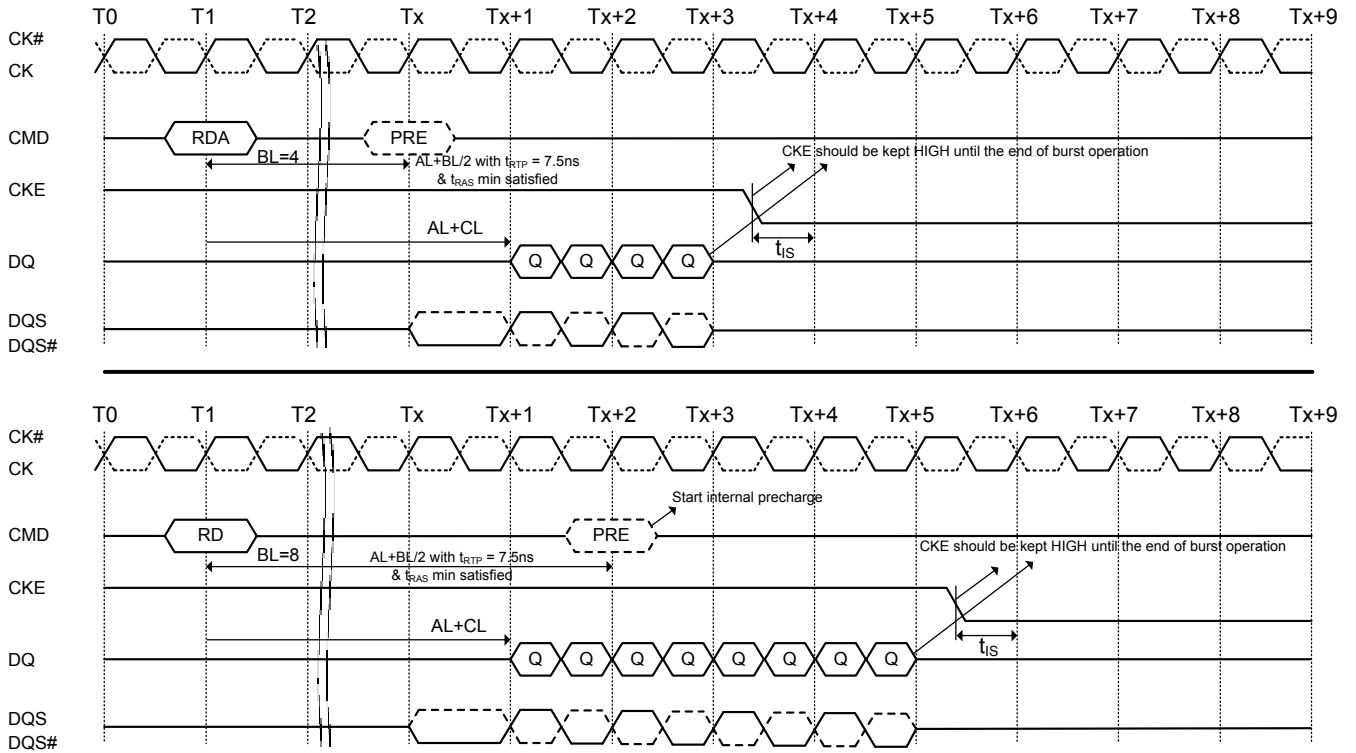 T0 T1 T2 Tx Tx+1 Tx+2 Tx+3 Tx+4 Tx+5 Tx+6 Tx+7 Tx+8 Tx+9
CK#
CK
CMD RDA PRE
BL=4 AL+BL/2 with tRTP = 7.5ns
& tRAS min satisfied
CKE should be kept HIGH until the end of burst operation
CKE
AL+CL
tIS
DQ Q Q Q Q
DQS
DQS#
T0 T1 T2 Tx Tx+1 Tx+2 Tx+3 Tx+4 Tx+5 Tx+6 Tx+7 Tx+8 Tx+9
CK#
CK
Start internal precharge
CMD RD PRE
BL=8 AL+BL/2 with tRTP = 7.5ns
& tRAS min satisfied
CKE should be kept HIGH until the end of burst operation
CKE
AL+CL
tIS
DQ Q Q Q Q Q Q Q Q
DQS
DQS#